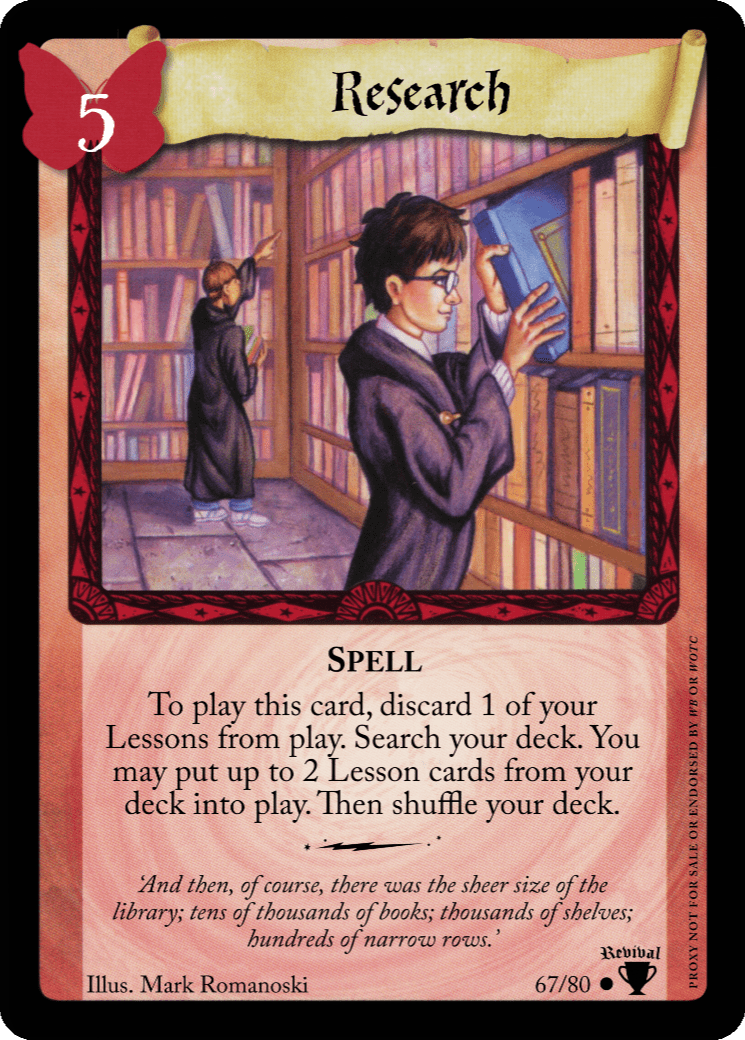 5
Research
SPELL
To play this card, discard 1 of your
Lessons from play. Search your deck. You
may put up to 2 Lesson cards from your
deck into play. Then shuffle your deck.
‘And then, of course, there was the sheer size of the
library; tens of thousands of books; thousands of shelves;
hundreds of narrow rows.’
Illus. Mark Romanoski
67/80
Revival
PROXY NOT FOR SALE OR ENDORSED BY WB OR WOTC